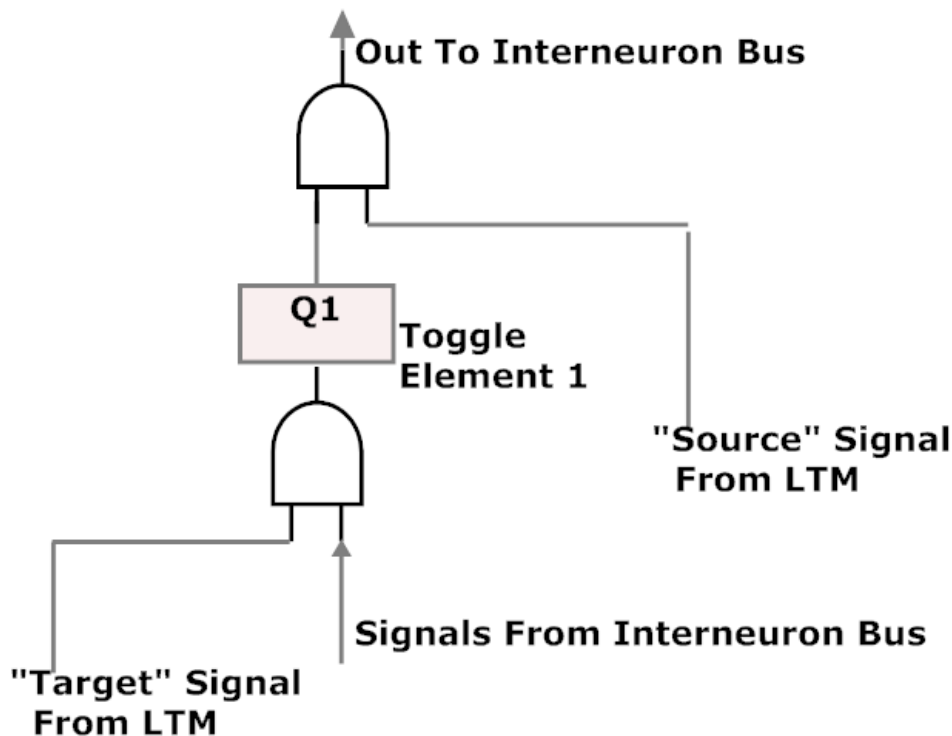 Out To Interneuron Bus
Q1
Toggle
Element 1
"Source" Signal
From LTM
Signals From Interneuron Bus
"Target" Signal
From LTM